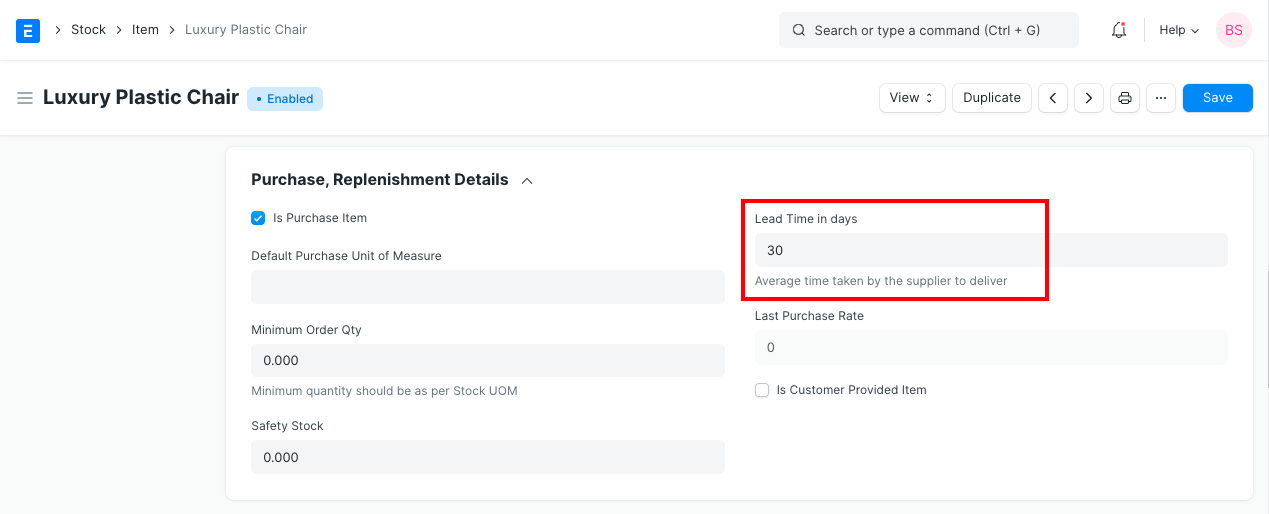 E > Stock > Item > Luxury Plastic Chair
Search or type a command (Ctrl + G)
Help
BS
Luxury Plastic Chair
• Enabled
View
Duplicate
...
Save
Purchase, Replenishment Details
Is Purchase Item
Default Purchase Unit of Measure
Minimum Order Qty
0.000
Minimum quantity should be as per Stock UOM
Safety Stock
0.000
Lead Time in days
30
Average time taken by the supplier to deliver
Last Purchase Rate
0
Is Customer Provided Item